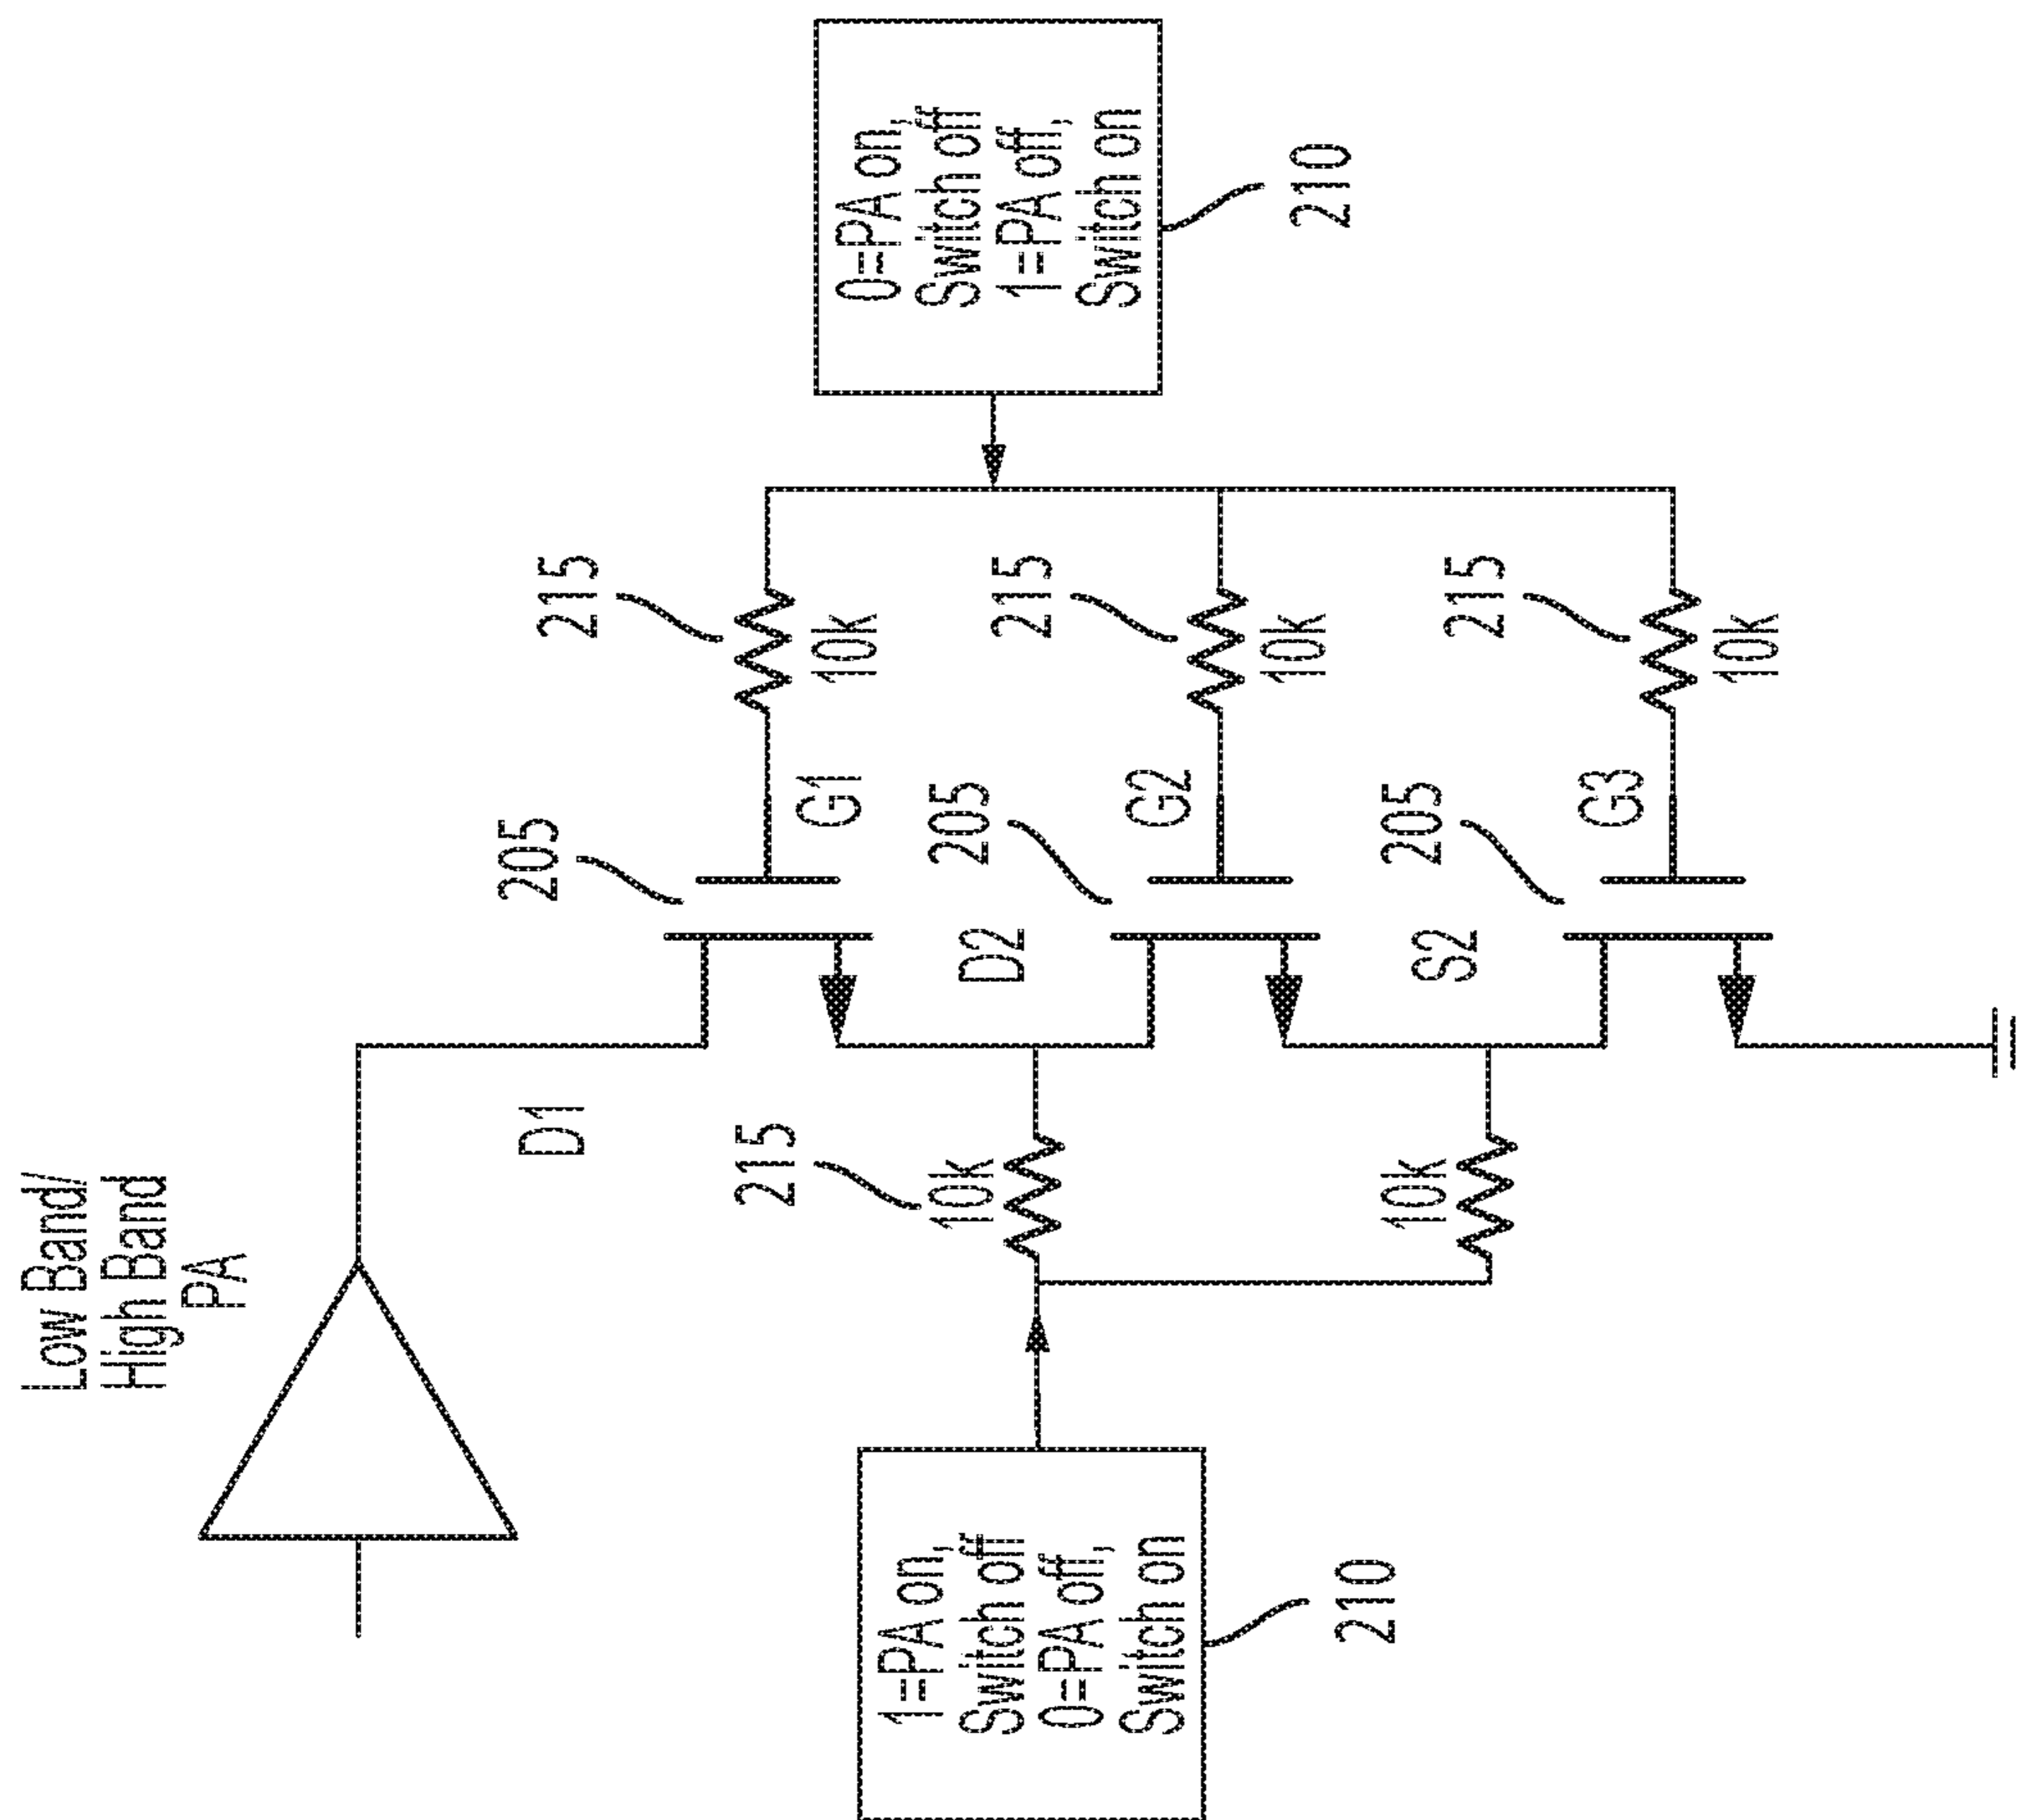 Low Band/
High Band
PA
D1
1=PA on,
Switch off
0=PA off,
Switch on
210
215
10k
10k
D2
S2
205
205
205
G1
G2
G3
215
10k
215
10k
215
10k
0=PA on,
Switch off
1=PA off,
Switch on
210